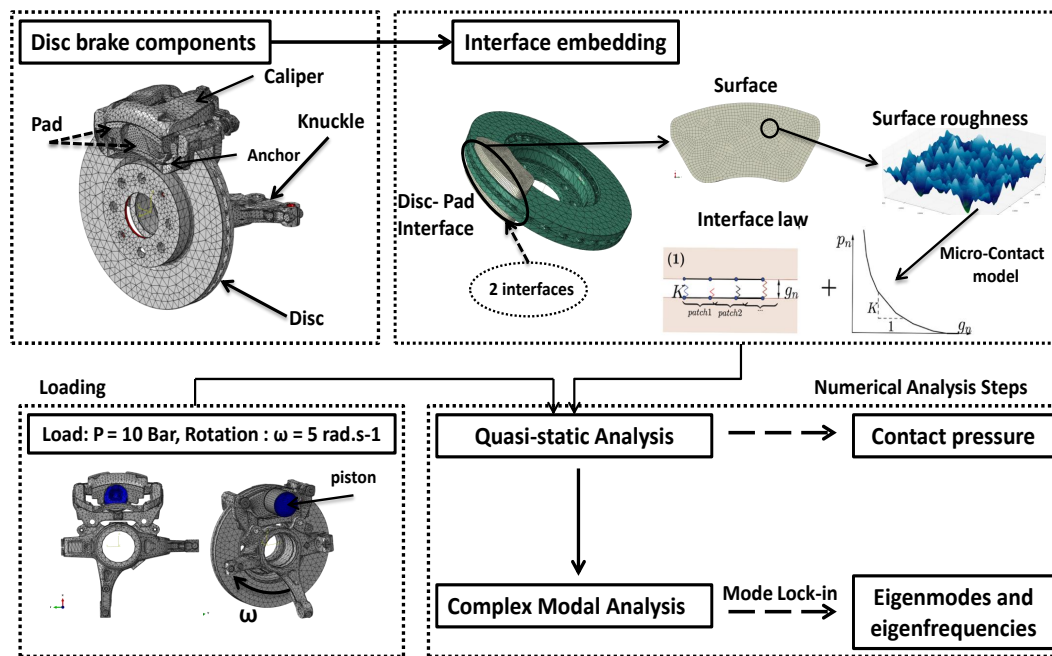 Disc brake components
Caliper
Pad
Knuckle
Anchor
Disc
Interface embedding
Surface
Surface roughness
Disc- Pad
Interface
2 interfaces
Interface law
(1)
K
g_n
patch1
patch2
...
+
p_n
K
1
g_n
Micro-Contact
model
Loading
Load: P = 10 Bar, Rotation : ω = 5 rad.s-1
piston
ω
Numerical Analysis Steps
Quasi-static Analysis
Contact pressure
Complex Modal Analysis
Mode Lock-in
Eigenmodes and
eigenfrequencies